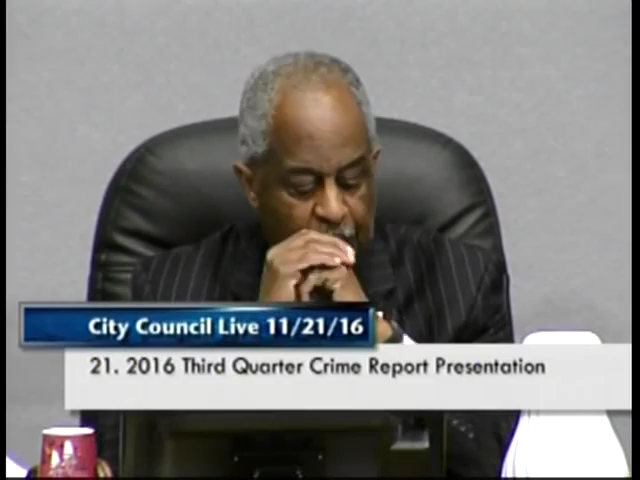 City Council Live 11/21/16
21. 2016 Third Quarter Crime Report Presentation